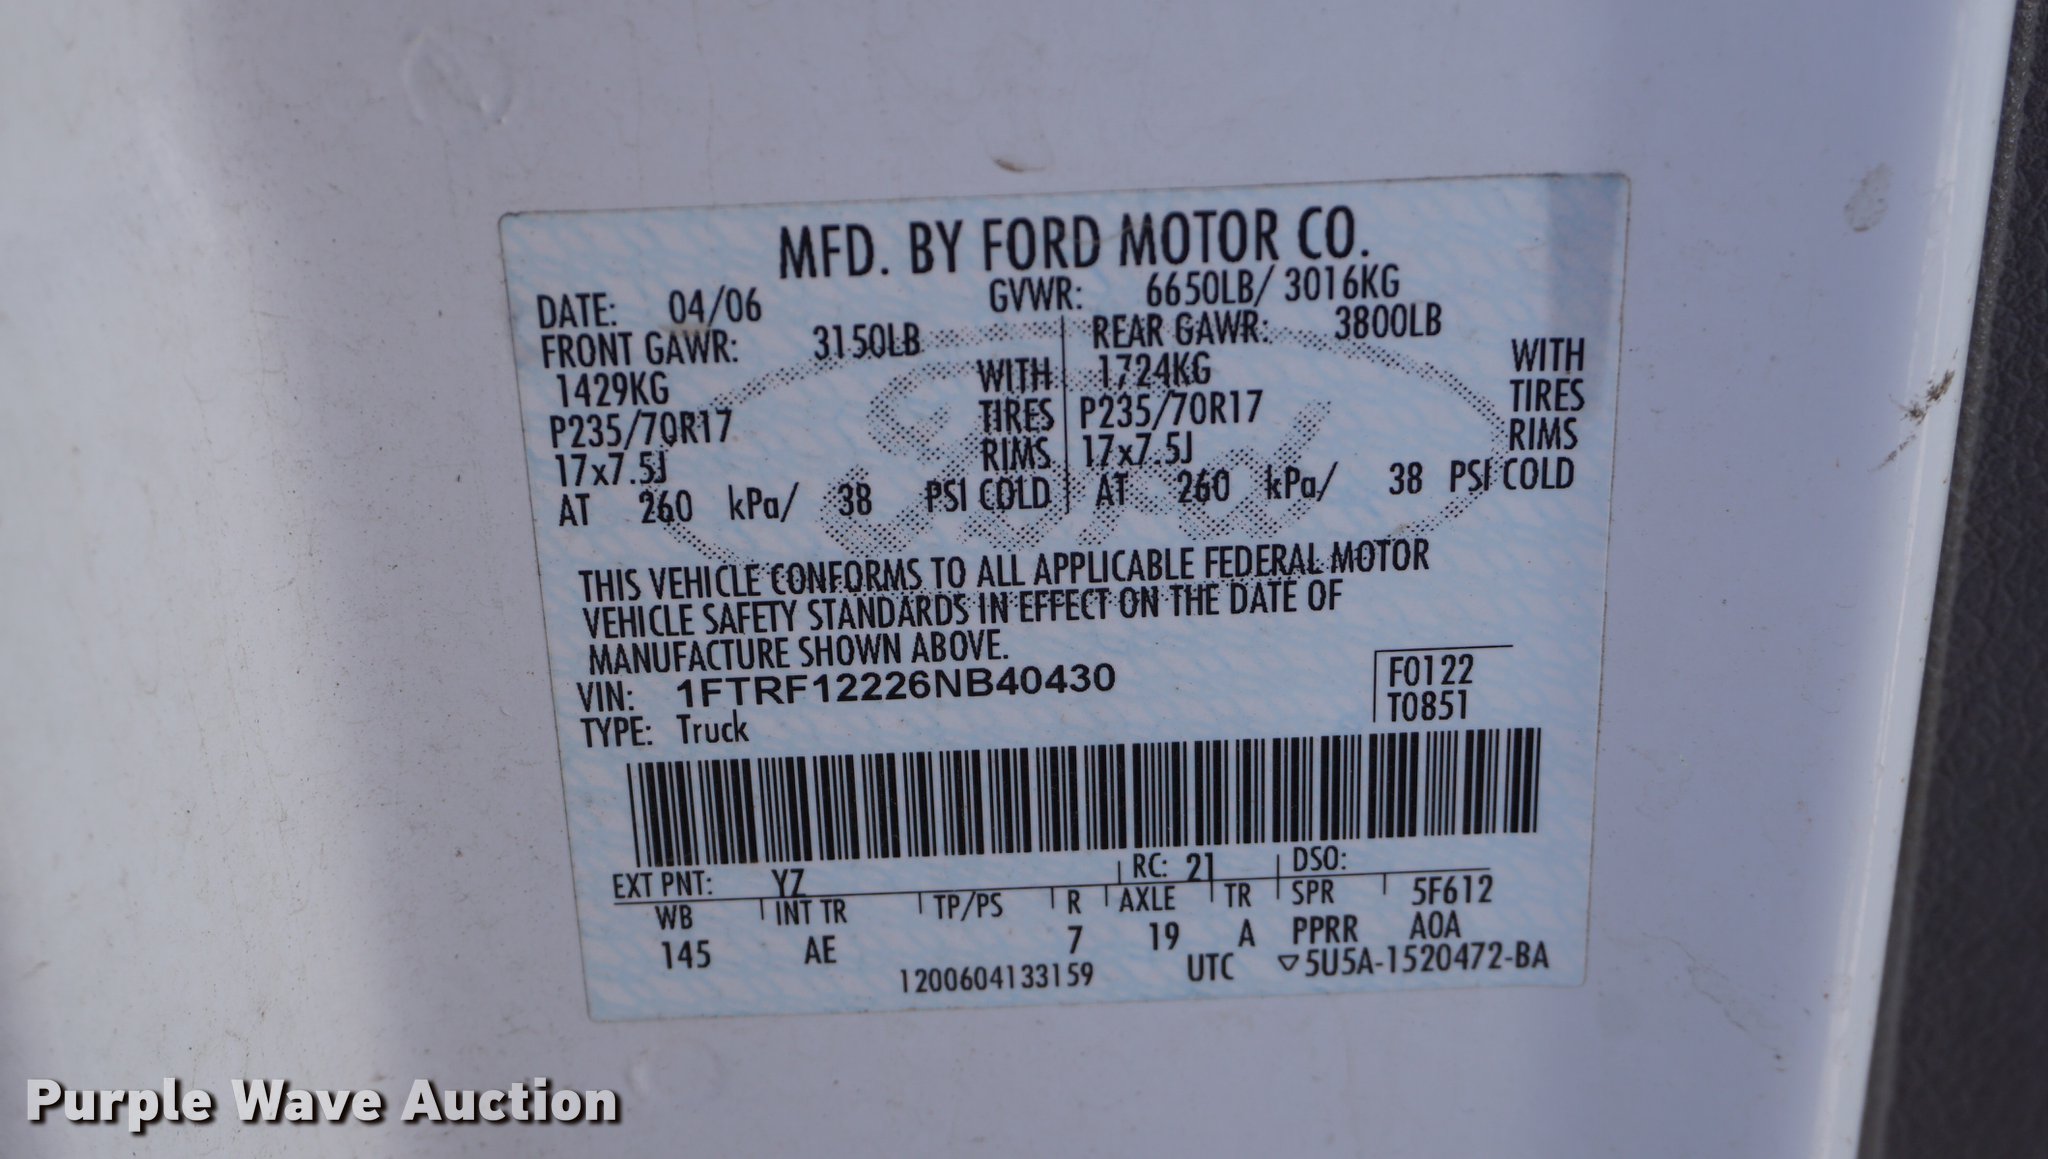 MFD. BY FORD MOTOR CO.
DATE: 04/06 GVWR: 6650LB/ 3016KG
FRONT GAWR: 3150LB REAR GAWR: 3800LB
1429KG WITH 1724KG WITH
P235/70R17 TIRES P235/70R17 TIRES
17x7.5J RIMS 17x7.5J RIMS
AT 260 kPa/ 38 PSI COLD AT 260 kPa/ 38 PSI COLD
Ford
THIS VEHICLE CONFORMS TO ALL APPLICABLE FEDERAL MOTOR
VEHICLE SAFETY STANDARDS IN EFFECT ON THE DATE OF
MANUFACTURE SHOWN ABOVE.
VIN: 1FTRF12226NB40430 F0122
TYPE: Truck T0851
EXT PNT: YZ RC: 21 DSO:
WB INT TR TP/PS R AXLE TR SPR 5F612
145 AE 7 19 A PPRR AOA
1200604133159 UTC ▽5U5A-1520472-BA
Purple Wave Auction